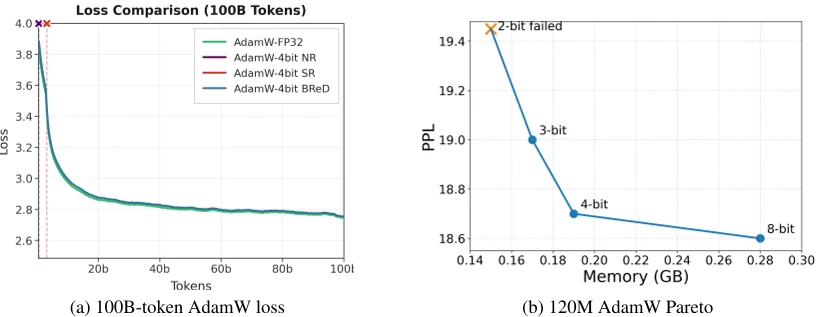 Loss Comparison (100B Tokens)
4.0
3.8
3.6
3.4
3.2
3.0
2.8
2.6
Loss
AdamW-FP32
AdamW-4bit NR
AdamW-4bit SR
AdamW-4bit BReD
20b
40b
60b
80b
100b
Tokens
(a) 100B-token AdamW loss
19.4
19.2
19.0
18.8
18.6
PPL
2-bit failed
3-bit
4-bit
8-bit
0.14
0.16
0.18
0.20
0.22
0.24
0.26
0.28
0.30
Memory (GB)
(b) 120M AdamW Pareto